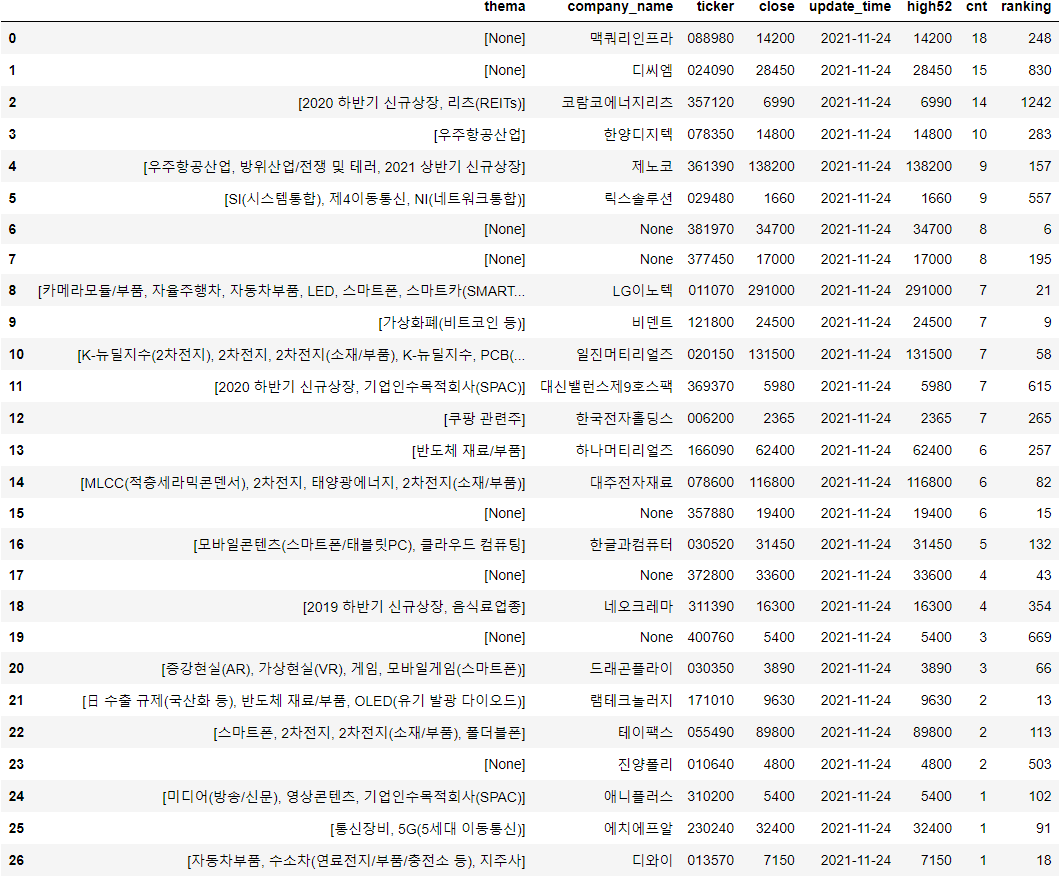 thema company_name ticker close update_time high52 cnt ranking
0 [None] 맥쿼리인프라 088980 14200 2021-11-24 14200 18 248
1 [None] 디씨엠 024090 28450 2021-11-24 28450 15 830
2 [2020 하반기 신규상장, 리츠(REITs)] 코람코에너지리츠 357120 6990 2021-11-24 6990 14 1242
3 [우주항공산업] 한양디지텍 078350 14800 2021-11-24 14800 10 283
4 [우주항공산업, 방위산업/전쟁 및 테러, 2021 상반기 신규상장] 제노코 361390 138200 2021-11-24 138200 9 157
5 [SI(시스템통합), 제4이동통신, NI(네트워크통합)] 릭스솔루션 029480 1660 2021-11-24 1660 9 557
6 [None] None 381970 34700 2021-11-24 34700 8 6
7 [None] None 377450 17000 2021-11-24 17000 8 195
8 [카메라모듈/부품, 자율주행차, 자동차부품, LED, 스마트폰, 스마트카(SMART... LG이노텍 011070 291000 2021-11-24 291000 7 21
9 [가상화폐(비트코인 등)] 비덴트 121800 24500 2021-11-24 24500 7 9
10 [K-뉴딜지수(2차전지), 2차전지, 2차전지(소재/부품), K-뉴딜지수, PCB(... 일진머티리얼즈 020150 131500 2021-11-24 131500 7 58
11 [2020 하반기 신규상장, 기업인수목적회사(SPAC)] 대신밸런스제9호스팩 369370 5980 2021-11-24 5980 7 615
12 [쿠팡 관련주] 한국전자홀딩스 006200 2365 2021-11-24 2365 7 265
13 [반도체 재료/부품] 하나머티리얼즈 166090 62400 2021-11-24 62400 6 257
14 [MLCC(적층세라믹콘덴서), 2차전지, 태양광에너지, 2차전지(소재/부품)] 대주전자재료 078600 116800 2021-11-24 116800 6 82
15 [None] None 357880 19400 2021-11-24 19400 6 15
16 [모바일콘텐츠(스마트폰/태블릿PC), 클라우드 컴퓨팅] 한글과컴퓨터 030520 31450 2021-11-24 31450 5 132
17 [None] None 372800 33600 2021-11-24 33600 4 43
18 [2019 하반기 신규상장, 음식료업종] 네오크레마 311390 16300 2021-11-24 16300 4 354
19 [None] None 400760 5400 2021-11-24 5400 3 669
20 [증강현실(AR), 가상현실(VR), 게임, 모바일게임(스마트폰)] 드래곤플라이 030350 3890 2021-11-24 3890 3 66
21 [日 수출 규제(국산화 등), 반도체 재료/부품, OLED(유기 발광 다이오드)] 램테크놀러지 171010 9630 2021-11-24 9630 2 13
22 [스마트폰, 2차전지, 2차전지(소재/부품), 폴더블폰] 테이팩스 055490 89800 2021-11-24 89800 2 113
23 [None] 진양폴리 010640 4800 2021-11-24 4800 2 503
24 [미디어(방송/신문), 영상콘텐츠, 기업인수목적회사(SPAC)] 애니플러스 310200 5400 2021-11-24 5400 1 102
25 [통신장비, 5G(5세대 이동통신)] 에치에프알 230240 32400 2021-11-24 32400 1 91
26 [자동차부품, 수소차(연료전지/부품/충전소 등), 지주사] 디와이 013570 7150 2021-11-24 7150 1 18